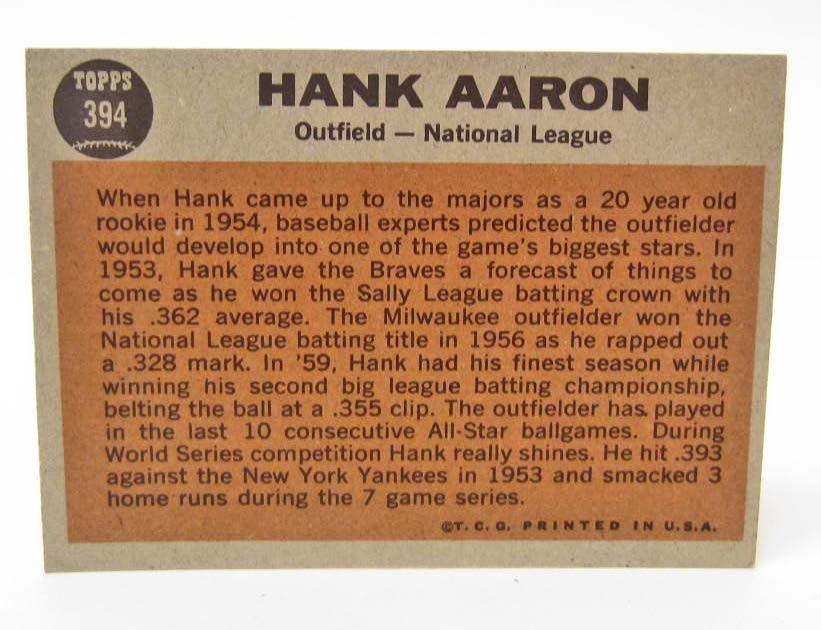 TOPPS
394
HANK AARON
Outfield — National League
When Hank came up to the majors as a 20 year old
rookie in 1954, baseball experts predicted the outfielder
would develop into one of the game's biggest stars. In
1953, Hank gave the Braves a forecast of things to
come as he won the Sally League batting crown with
his .362 average. The Milwaukee outfielder won the
National League batting title in 1956 as he rapped out
a .328 mark. In '59, Hank had his finest season while
winning his second big league batting championship,
belting the ball at a .355 clip. The outfielder has played
in the last 10 consecutive All-Star ballgames. During
World Series competition Hank really shines. He hit .393
against the New York Yankees in 1953 and smacked 3
home runs during the 7 game series.
©T. C. G. PRINTED IN U.S.A.